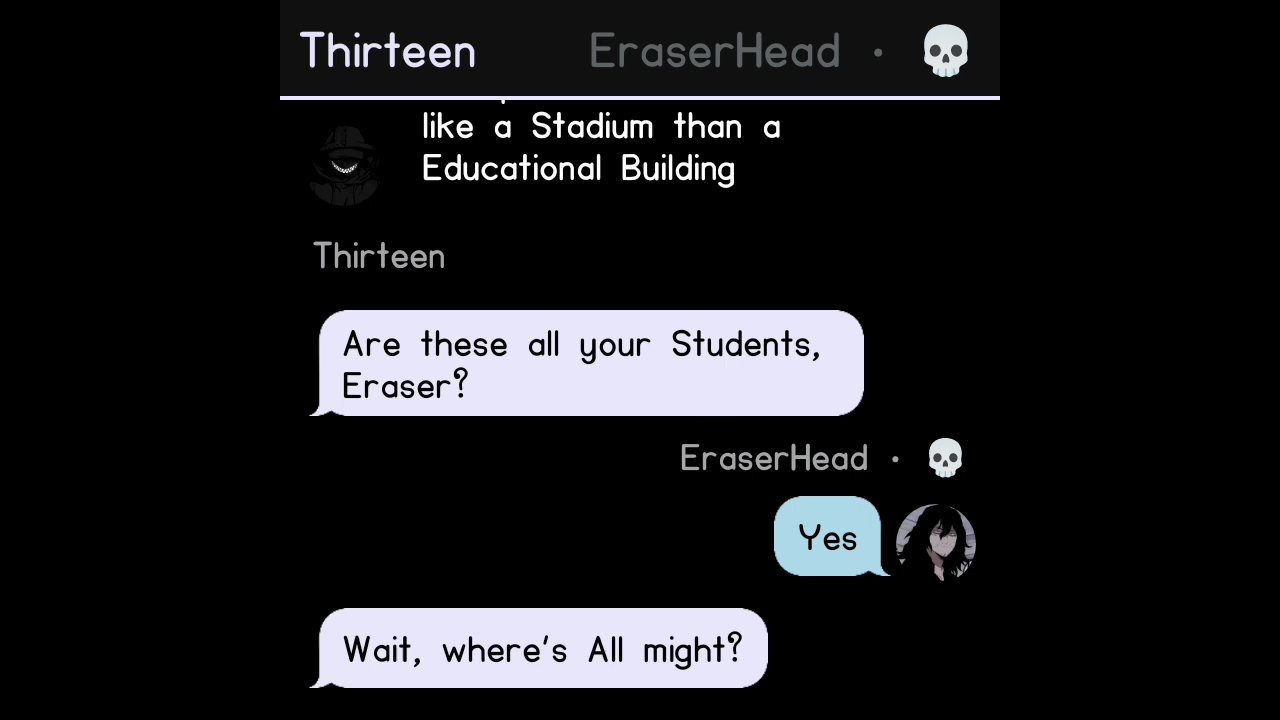 Thirteen EraserHead · 💀
like a Stadium than a
Educational Building
Thirteen
Are these all your Students,
Eraser?
EraserHead · 💀
Yes
Wait, where's All might?